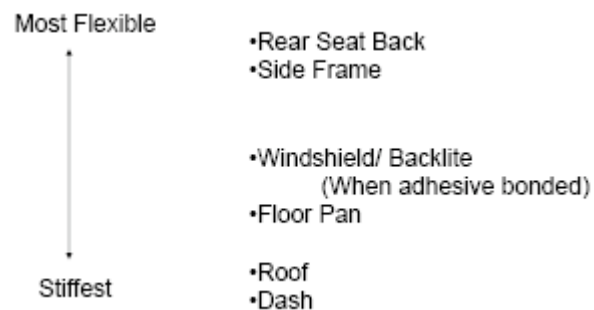 Most Flexible
•Rear Seat Back
•Side Frame
•Windshield/ Backlite
(When adhesive bonded)
•Floor Pan
•Roof
Stiffest
•Dash